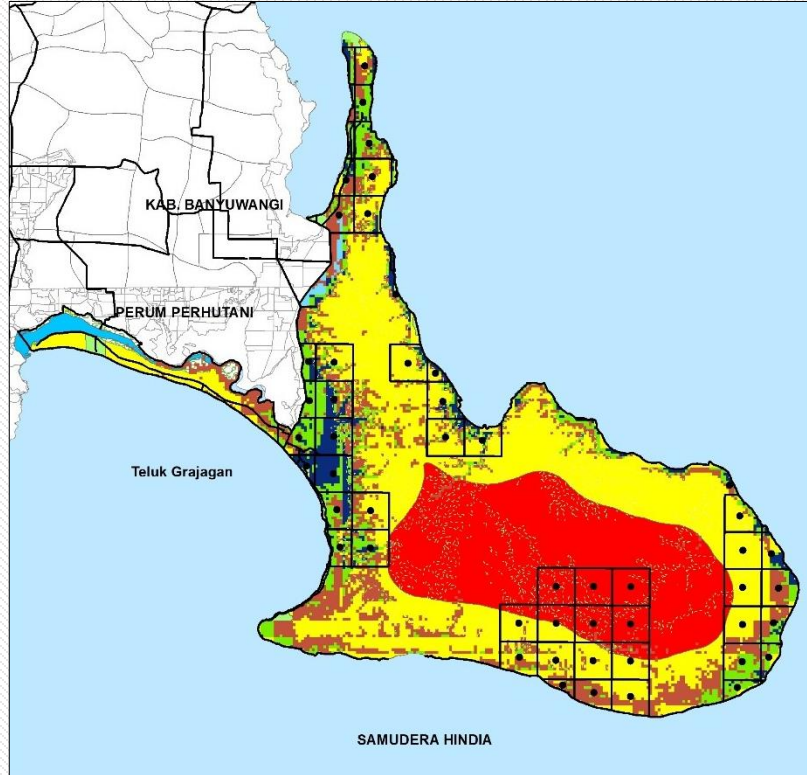 KAB. BANYUWANGI
PERUM PERHUTANI
Teluk Grajagan
SAMUDERA HINDIA